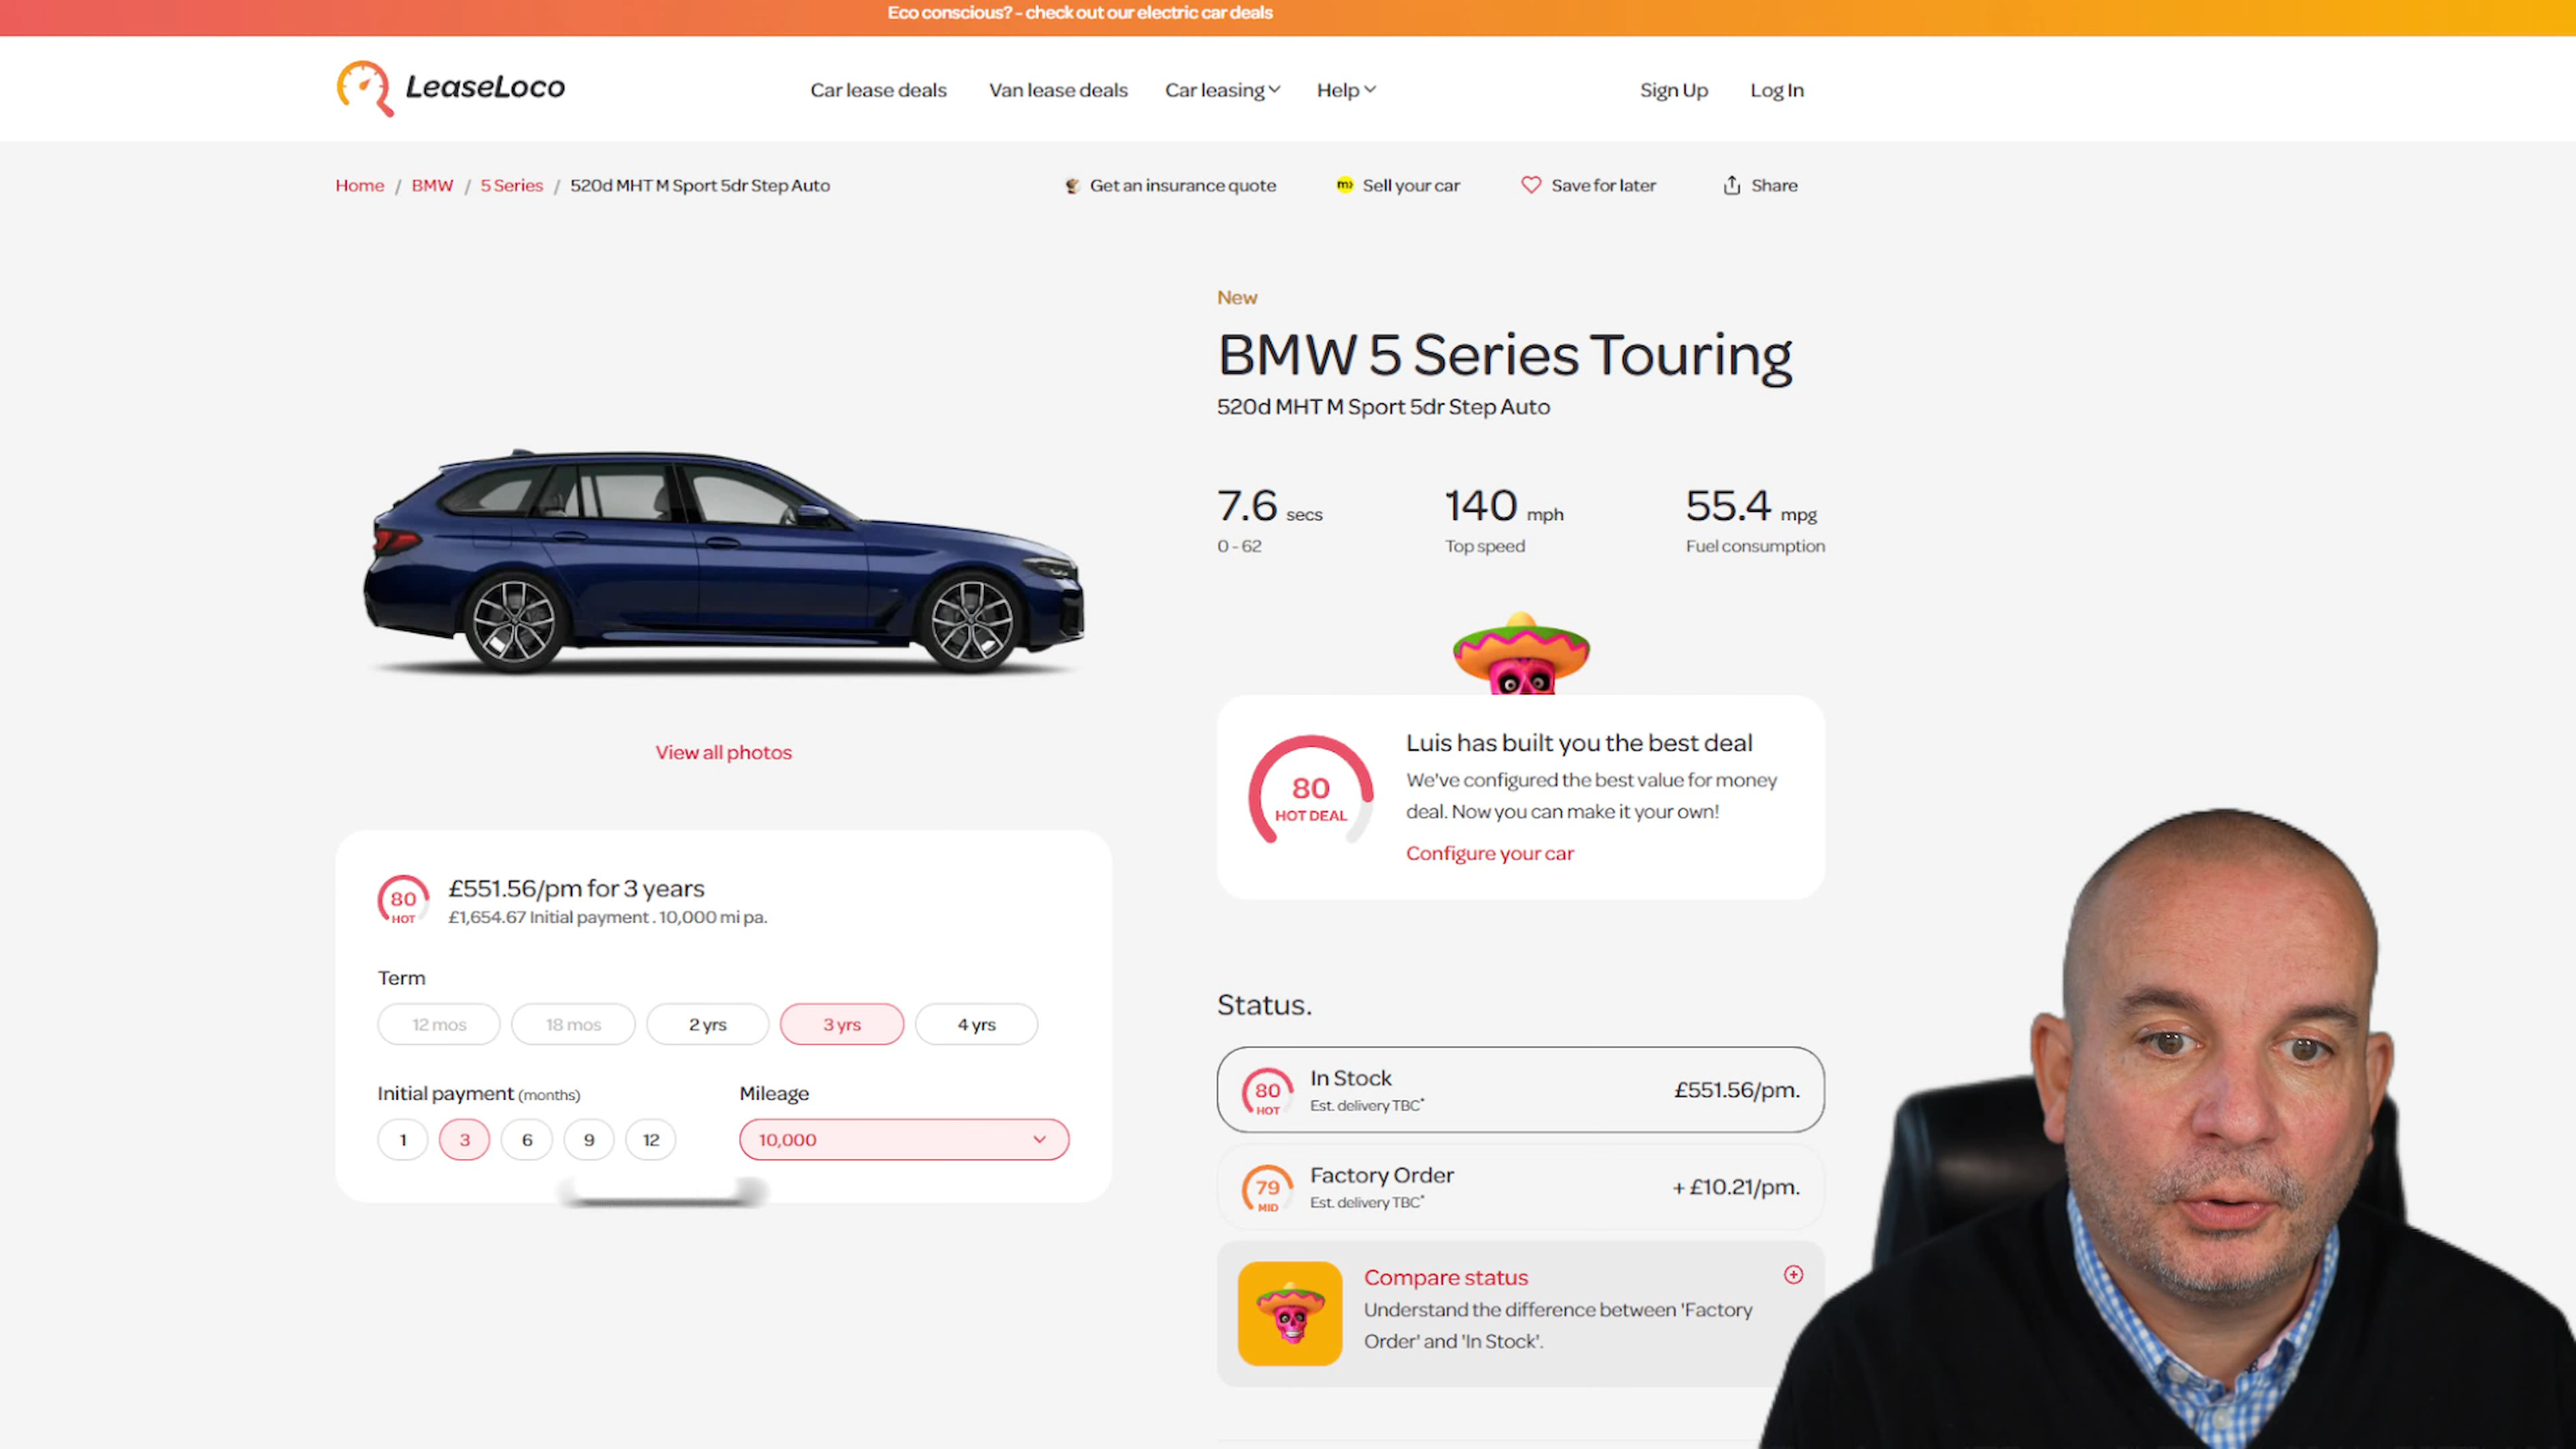 Eco conscious? - check out our electric car deals
LeaseLoco
Car lease deals
Van lease deals
Car leasing
Help
Sign Up
Log In
Home / BMW / 5 Series / 520d MHT M Sport 5dr Step Auto
Get an insurance quote
m>
Sell your car
Save for later
Share
New
BMW 5 Series Touring
520d MHT M Sport 5dr Step Auto
7.6 secs
0 - 62
140 mph
Top speed
55.4 mpg
Fuel consumption
View all photos
80
HOT DEAL
Luis has built you the best deal
We've configured the best value for money
deal. Now you can make it your own!
Configure your car
80
HOT
£551.56/pm for 3 years
£1,654.67 Initial payment . 10,000 mi pa.
Term
12 mos
18 mos
2 yrs
3 yrs
4 yrs
Initial payment (months)
1
3
6
9
12
Mileage
10,000
Status.
80
HOT
In Stock
Est. delivery TBC*
£551.56/pm.
79
MID
Factory Order
Est. delivery TBC*
+ £10.21/pm.
Compare status
Understand the difference between 'Factory
Order' and 'In Stock'.